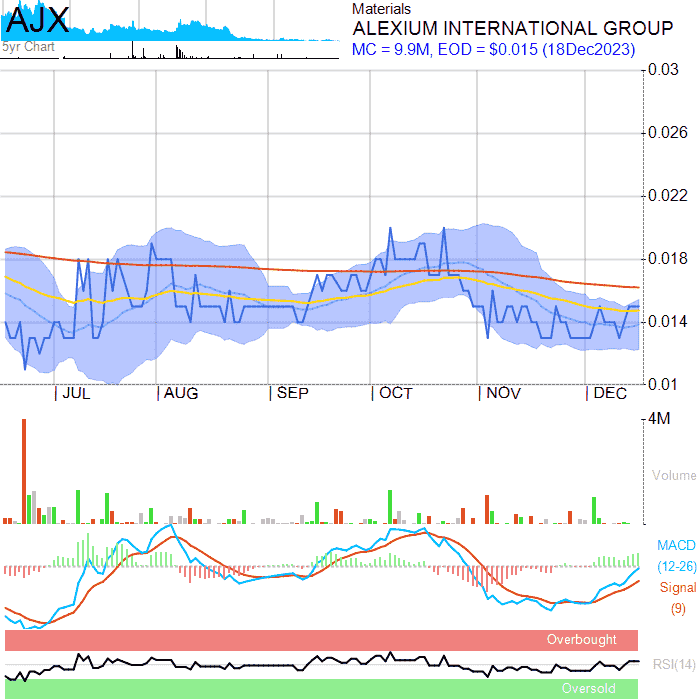 AJX
5yr Chart
Materials
ALEXIUM INTERNATIONAL GROUP
MC = 9.9M, EOD = $0.015 (18Dec2023)
0.03
0.026
0.022
0.018
0.014
0.01
JUL AUG SEP OCT NOV DEC
4M
Volume
MACD
(12-26)
Signal
(9)
Overbought
RSI(14)
Oversold